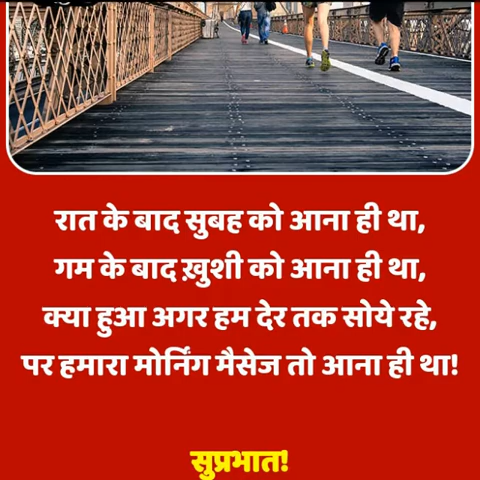 रात के बाद सुबह को आना ही था,
गम के बाद ख़ुशी को आना ही था,
क्या हुआ अगर हम देर तक सोये रहे,
पर हमारा मोर्निंग मैसेज तो आना ही था!
सुप्रभात!